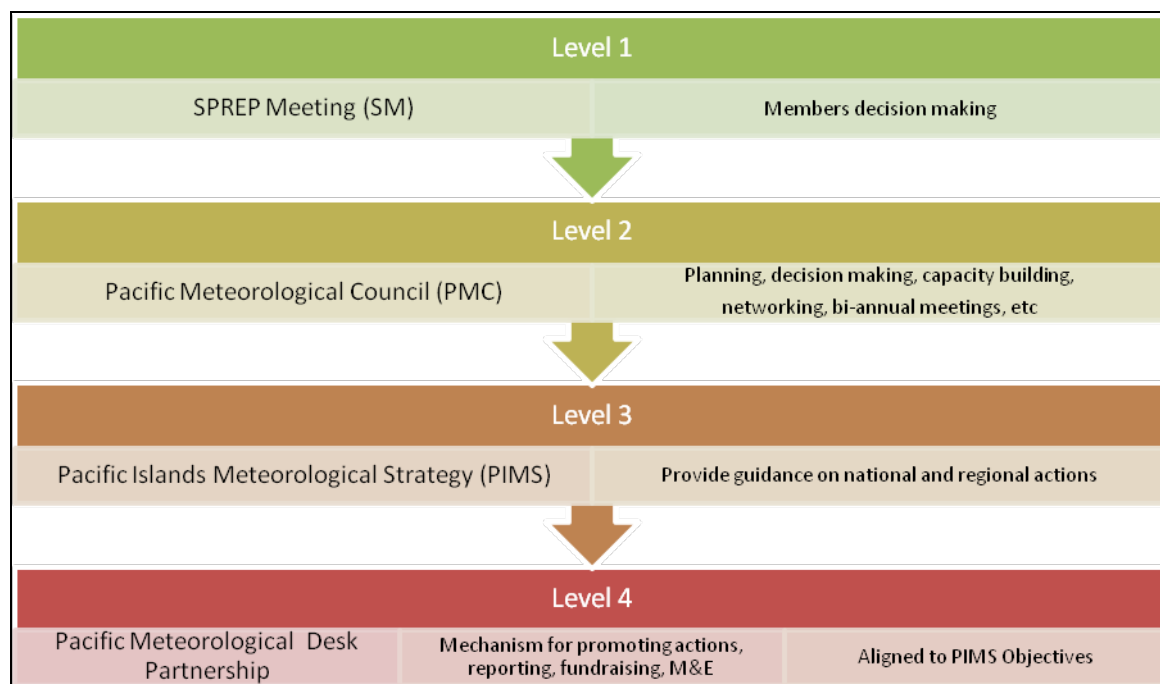 Level 1
SPREP Meeting (SM)
Members decision making
Level 2
Pacific Meteorological Council (PMC)
Planning, decision making, capacity building,
networking, bi-annual meetings, etc
Level 3
Pacific Islands Meteorological Strategy (PIMS)
Provide guidance on national and regional actions
Level 4
Pacific Meteorological Desk
Partnership
Mechanism for promoting actions,
reporting, fundraising, M&E
Aligned to PIMS Objectives